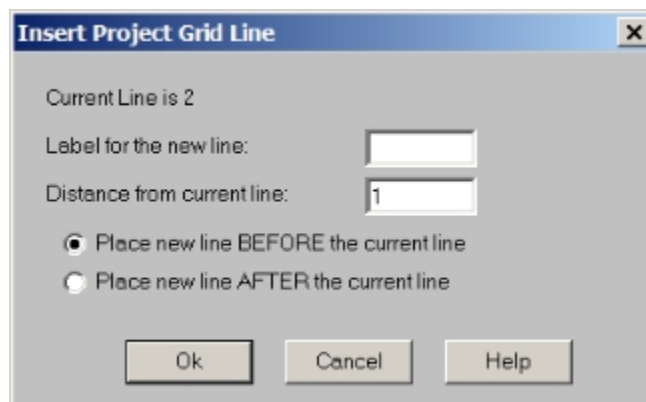 Insert Project Grid Line
Current Line is 2
Label for the new line:
Distance from current line: 1
Place new line BEFORE the current line
Place new line AFTER the current line
Ok Cancel Help